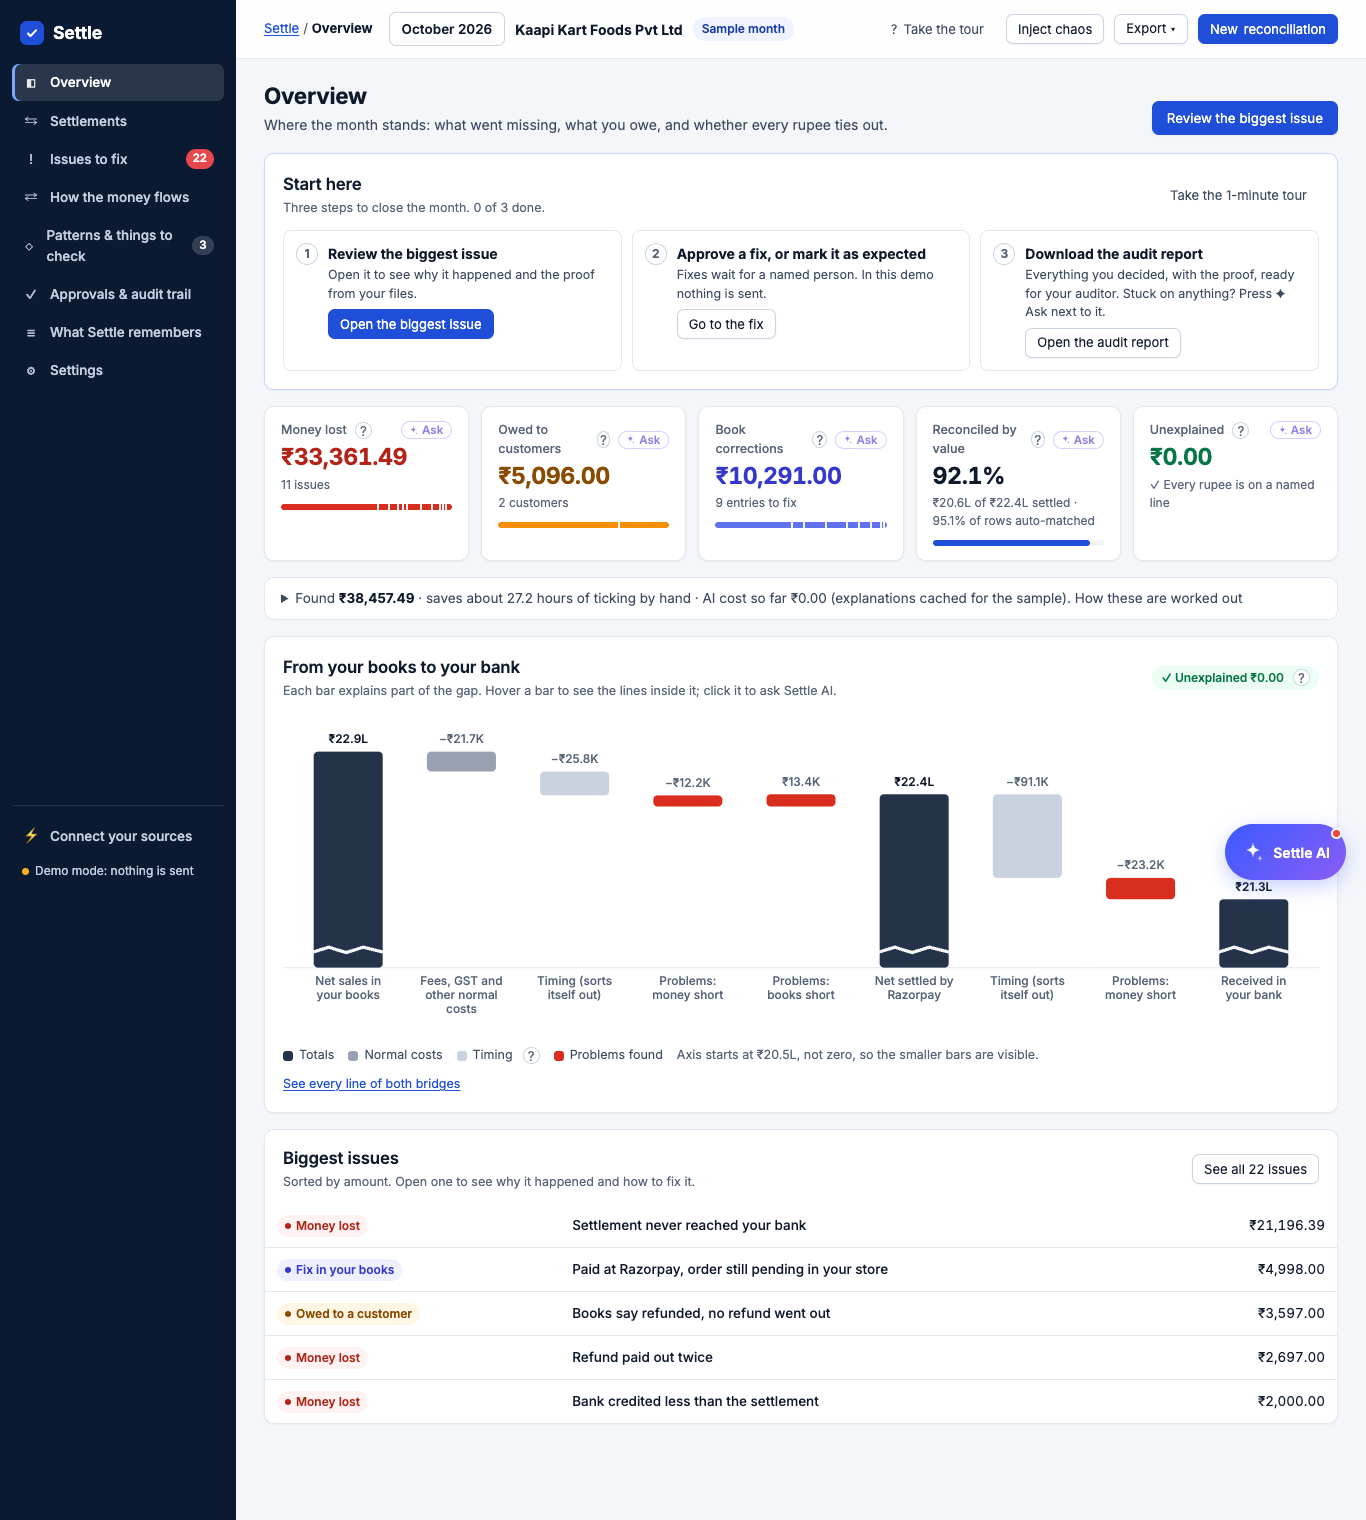 Settle
Overview
Settlements
! Issues to fix 22
How the money flows
Patterns & things to
check
3
Approvals & audit trail
What Settle remembers
Settings
Connect your sources
Demo mode: nothing is sent
Settle / Overview
October 2026
Kaapi Kart Foods Pvt Ltd
Sample month
? Take the tour
Inject chaos
Export
New reconciliation
Overview
Where the month stands: what went missing, what you owe, and whether every rupee ties out.
Review the biggest issue
Start here
Three steps to close the month. 0 of 3 done.
Take the 1-minute tour
1 Review the biggest issue
Open it to see why it happened and the proof
from your files.
Open the biggest issue
2 Approve a fix, or mark it as expected
Fixes wait for a named person. In this demo
nothing is sent.
Go to the fix
3 Download the audit report
Everything you decided, with the proof, ready
for your auditor. Stuck on anything? Press ✦
Ask next to it.
Open the audit report
Money lost ? Ask
₹33,361.49
11 issues
Owed to
customers
? Ask
₹5,096.00
2 customers
Book
corrections
? Ask
₹10,291.00
9 entries to fix
Reconciled by
value
? Ask
92.1%
₹20.6L of ₹22.4L settled ·
95.1% of rows auto-matched
Unexplained ? Ask
₹0.00
✓ Every rupee is on a named
line
▶ Found ₹38,457.49 · saves about 27.2 hours of ticking by hand · AI cost so far ₹0.00 (explanations cached for the sample). How these are worked out
From your books to your bank
Each bar explains part of the gap. Hover a bar to see the lines inside it; click it to ask Settle AI.
✓ Unexplained ₹0.00 ?
₹22.9L
−₹21.7K
−₹25.8K
−₹12.2K
₹13.4K
₹22.4L
−₹91.1K
−₹23.2K
₹21.3L
Settle AI
Net sales in
your books
Fees, GST and
other normal
costs
Timing (sorts
itself out)
Problems:
money short
Problems:
books short
Net settled by
Razorpay
Timing (sorts
itself out)
Problems:
money short
Received in
your bank
Totals
Normal costs
Timing ?
Problems found
Axis starts at ₹20.5L, not zero, so the smaller bars are visible.
See every line of both bridges
Biggest issues
Sorted by amount. Open one to see why it happened and how to fix it.
See all 22 issues
Money lost Settlement never reached your bank ₹21,196.39
Fix in your books Paid at Razorpay, order still pending in your store ₹4,998.00
Owed to a customer Books say refunded, no refund went out ₹3,597.00
Money lost Refund paid out twice ₹2,697.00
Money lost Bank credited less than the settlement ₹2,000.00